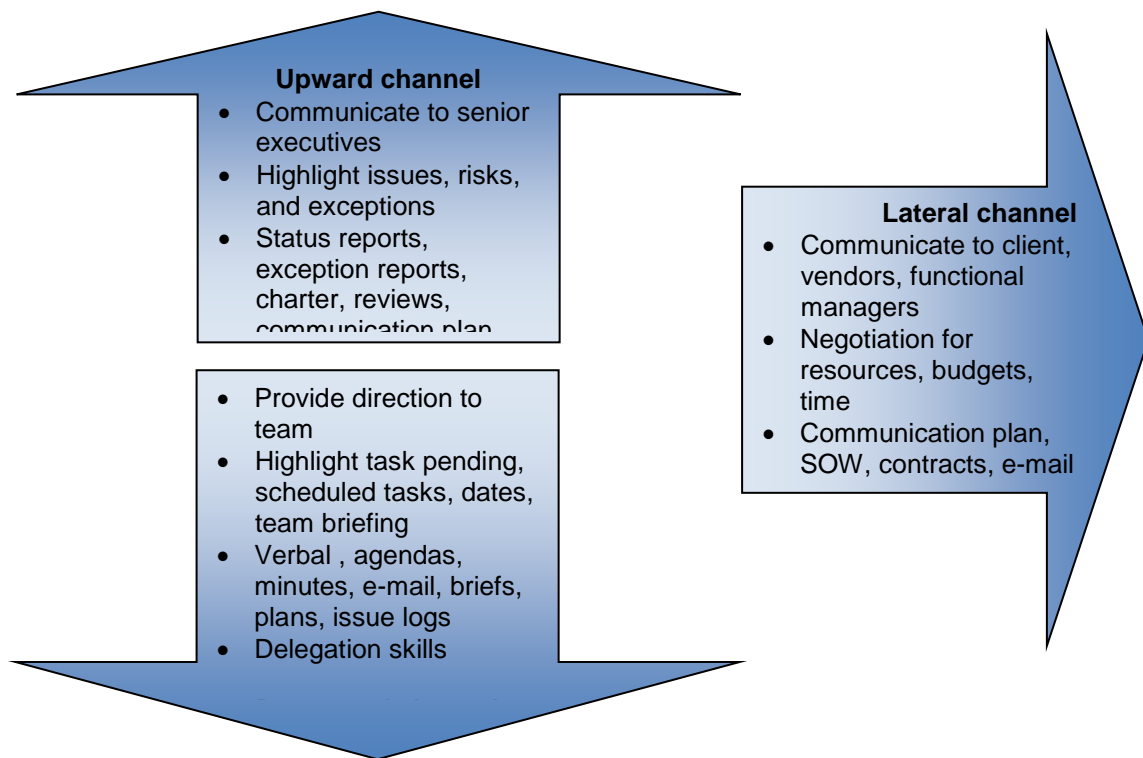 Upward channel
• Communicate to senior
executives
• Highlight issues, risks,
and exceptions
• Status reports,
exception reports,
charter, reviews,
communication plan
• Provide direction to
team
• Highlight task pending,
scheduled tasks, dates,
team briefing
• Verbal , agendas,
minutes, e-mail, briefs,
plans, issue logs
• Delegation skills
Lateral channel
• Communicate to client,
vendors, functional
managers
• Negotiation for
resources, budgets,
time
• Communication plan,
SOW, contracts, e-mail